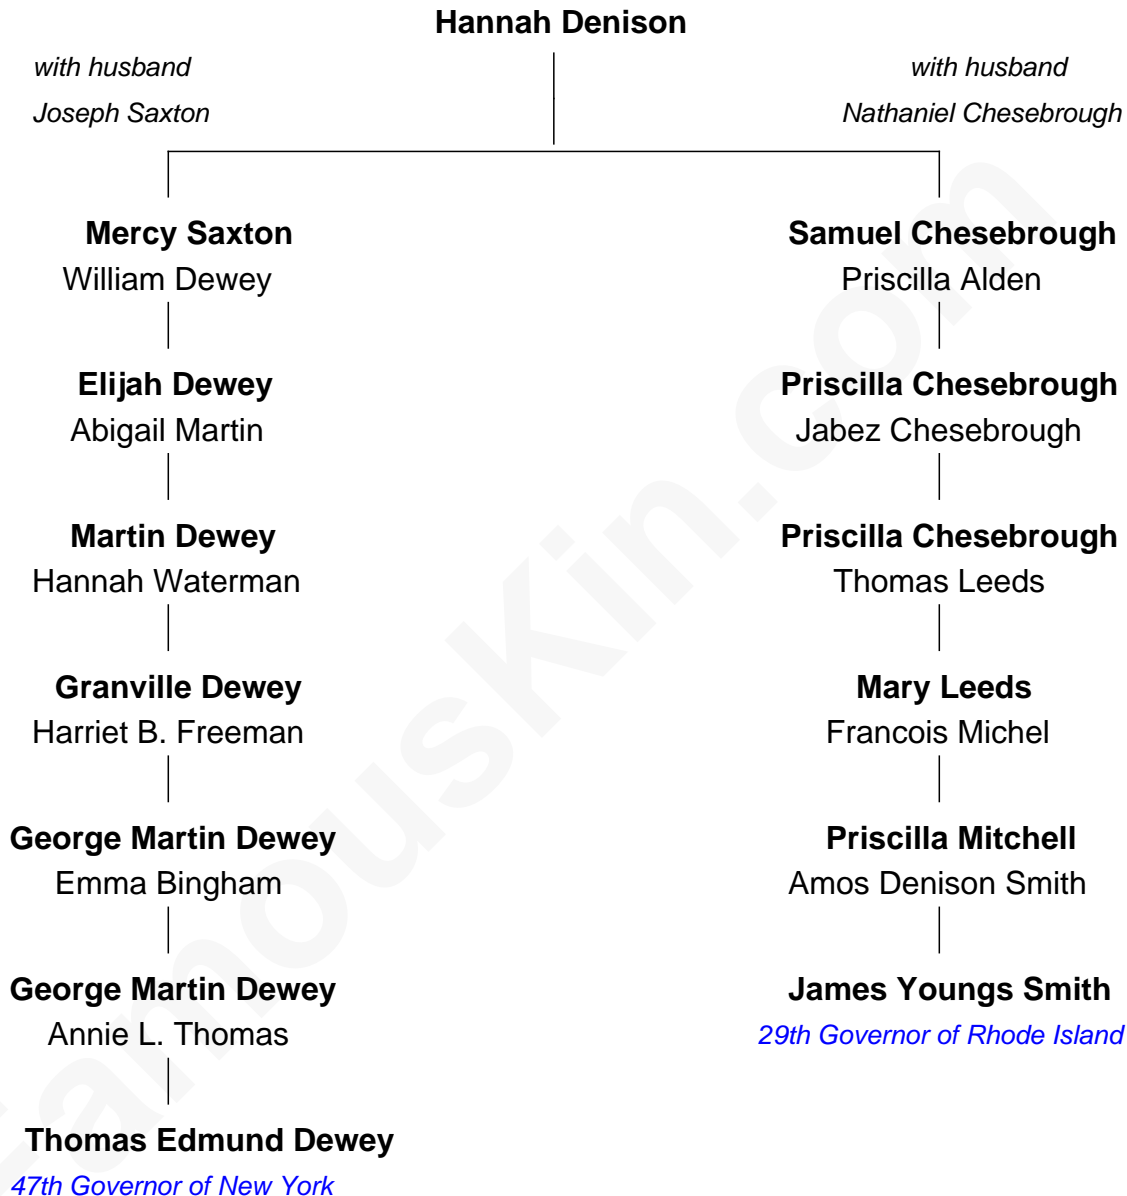 Hannah Denison
with husband
Joseph Saxton
with husband
Nathaniel Chesebrough
Mercy Saxton
William Dewey
Samuel Chesebrough
Priscilla Alden
Elijah Dewey
Abigail Martin
Priscilla Chesebrough
Jabez Chesebrough
Martin Dewey
Hannah Waterman
Priscilla Chesebrough
Thomas Leeds
Granville Dewey
Harriet B. Freeman
Mary Leeds
Francois Michel
George Martin Dewey
Emma Bingham
Priscilla Mitchell
Amos Denison Smith
George Martin Dewey
Annie L. Thomas
James Youngs Smith
29th Governor of Rhode Island
Thomas Edmund Dewey
47th Governor of New York
FamousKin.com